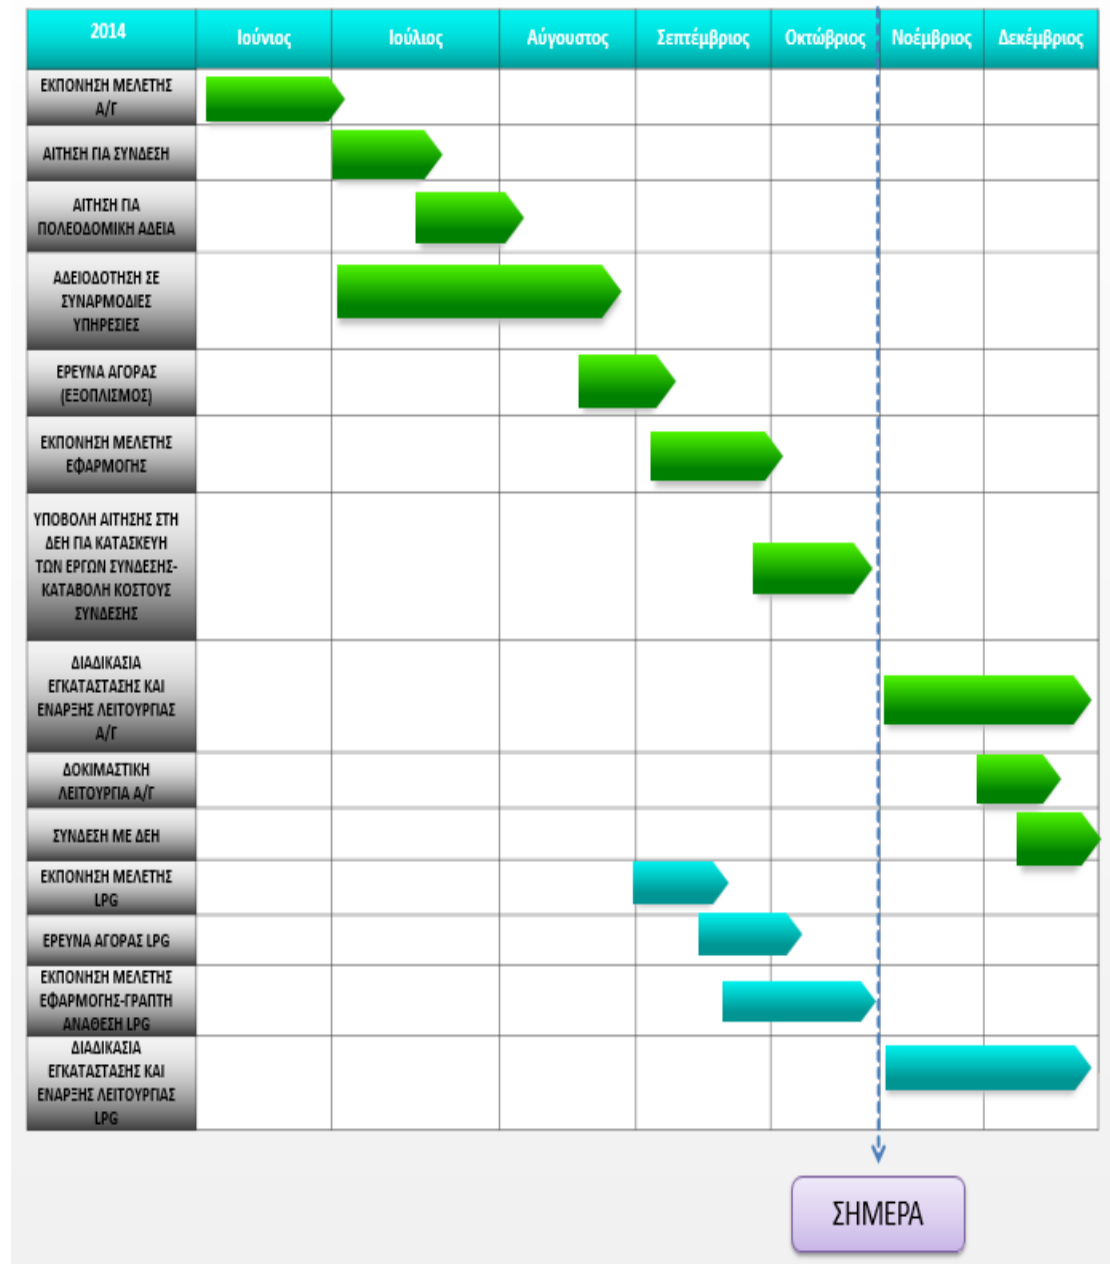 2014
Ιούνιος
Ιούλιος
Αύγουστος
Σεπτέμβριος
Οκτώβριος
Νοέμβριος
Δεκέμβριος
ΕΚΠΟΝΗΣΗ ΜΕΛΕΤΗΣ
Α/Γ
ΑΙΤΗΣΗ ΓΙΑ ΣΥΝΔΕΣΗ
ΑΙΤΗΣΗ ΓΙΑ
ΠΟΛΕΟΔΟΜΙΚΗ ΑΔΕΙΑ
ΑΔΕΙΟΔΟΤΗΣΗ ΣΕ
ΣΥΝΑΡΜΟΔΙΕΣ
ΥΠΗΡΕΣΙΕΣ
ΕΡΕΥΝΑ ΑΓΟΡΑΣ
(ΕΞΟΠΛΙΣΜΟΣ)
ΕΚΠΟΝΗΣΗ ΜΕΛΕΤΗΣ
ΕΦΑΡΜΟΓΗΣ
ΥΠΟΒΟΛΗ ΑΙΤΗΣΗΣ ΣΤΗ
ΔΕΗ ΓΙΑ ΚΑΤΑΣΚΕΥΗ
ΤΩΝ ΕΡΓΩΝ ΣΥΝΔΕΣΗΣ-
ΚΑΤΑΒΟΛΗ ΚΟΣΤΟΥΣ
ΣΥΝΔΕΣΗΣ
ΔΙΑΔΙΚΑΣΙΑ
ΕΓΚΑΤΑΣΤΑΣΗΣ ΚΑΙ
ΕΝΑΡΞΗΣ ΛΕΙΤΟΥΡΓΙΑΣ
Α/Γ
ΔΟΚΙΜΑΣΤΙΚΗ
ΛΕΙΤΟΥΡΓΙΑ Α/Γ
ΣΥΝΔΕΣΗ ΜΕ ΔΕΗ
ΕΚΠΟΝΗΣΗ ΜΕΛΕΤΗΣ
LPG
ΕΡΕΥΝΑ ΑΓΟΡΑΣ LPG
ΕΚΠΟΝΗΣΗ ΜΕΛΕΤΗΣ
ΕΦΑΡΜΟΓΗΣ-ΓΡΑΠΤΗ
ΑΝΑΘΕΣΗ LPG
ΔΙΑΔΙΚΑΣΙΑ
ΕΓΚΑΤΑΣΤΑΣΗΣ ΚΑΙ
ΕΝΑΡΞΗΣ ΛΕΙΤΟΥΡΓΙΑΣ
LPG
ΣΗΜΕΡΑ